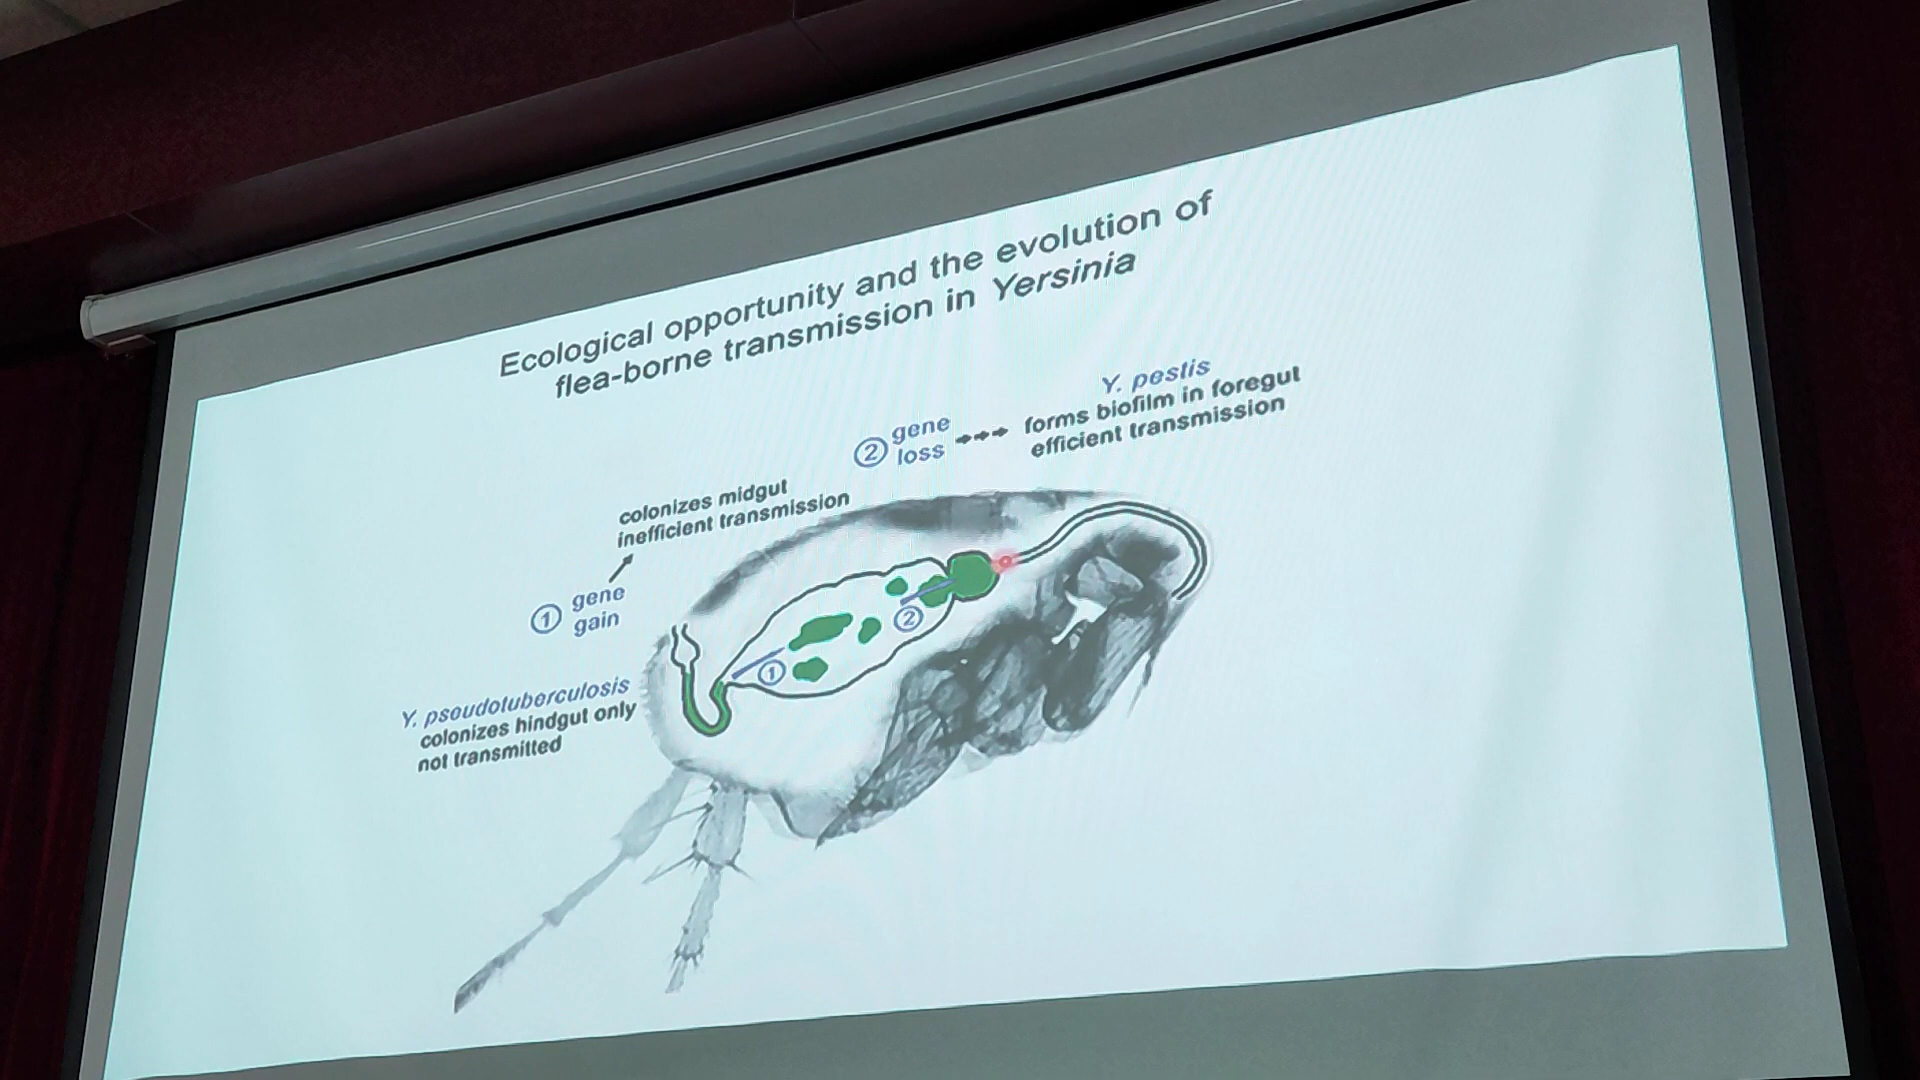 Ecological opportunity and the evolution of
flea-borne transmission in Yersinia
Y. pestis
forms biofilm in foregut
efficient transmission
② gene
loss
colonizes midgut
inefficient transmission
① gene
gain
②
①
Y. pseudotuberculosis
colonizes hindgut only
not transmitted